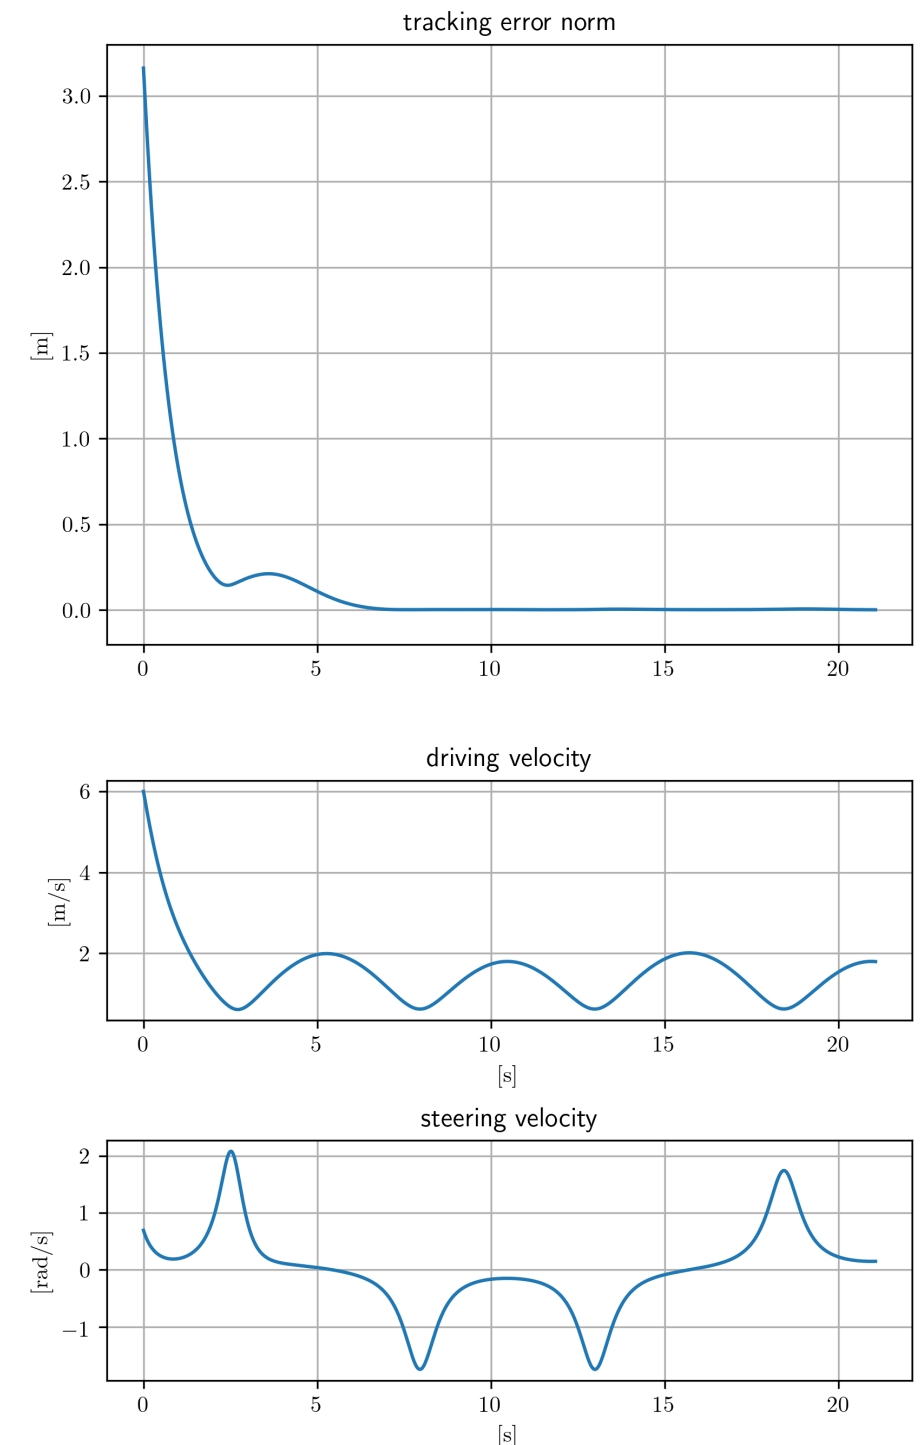 tracking error norm
3.0
2.5
2.0
1.5
1.0
0.5
0.0
[m]
0 5 10 15 20
driving velocity
6
4
2
[m/s]
0 5 10 15 20
[s]
steering velocity
2
1
0
−1
[rad/s]
0 5 10 15 20
[s]